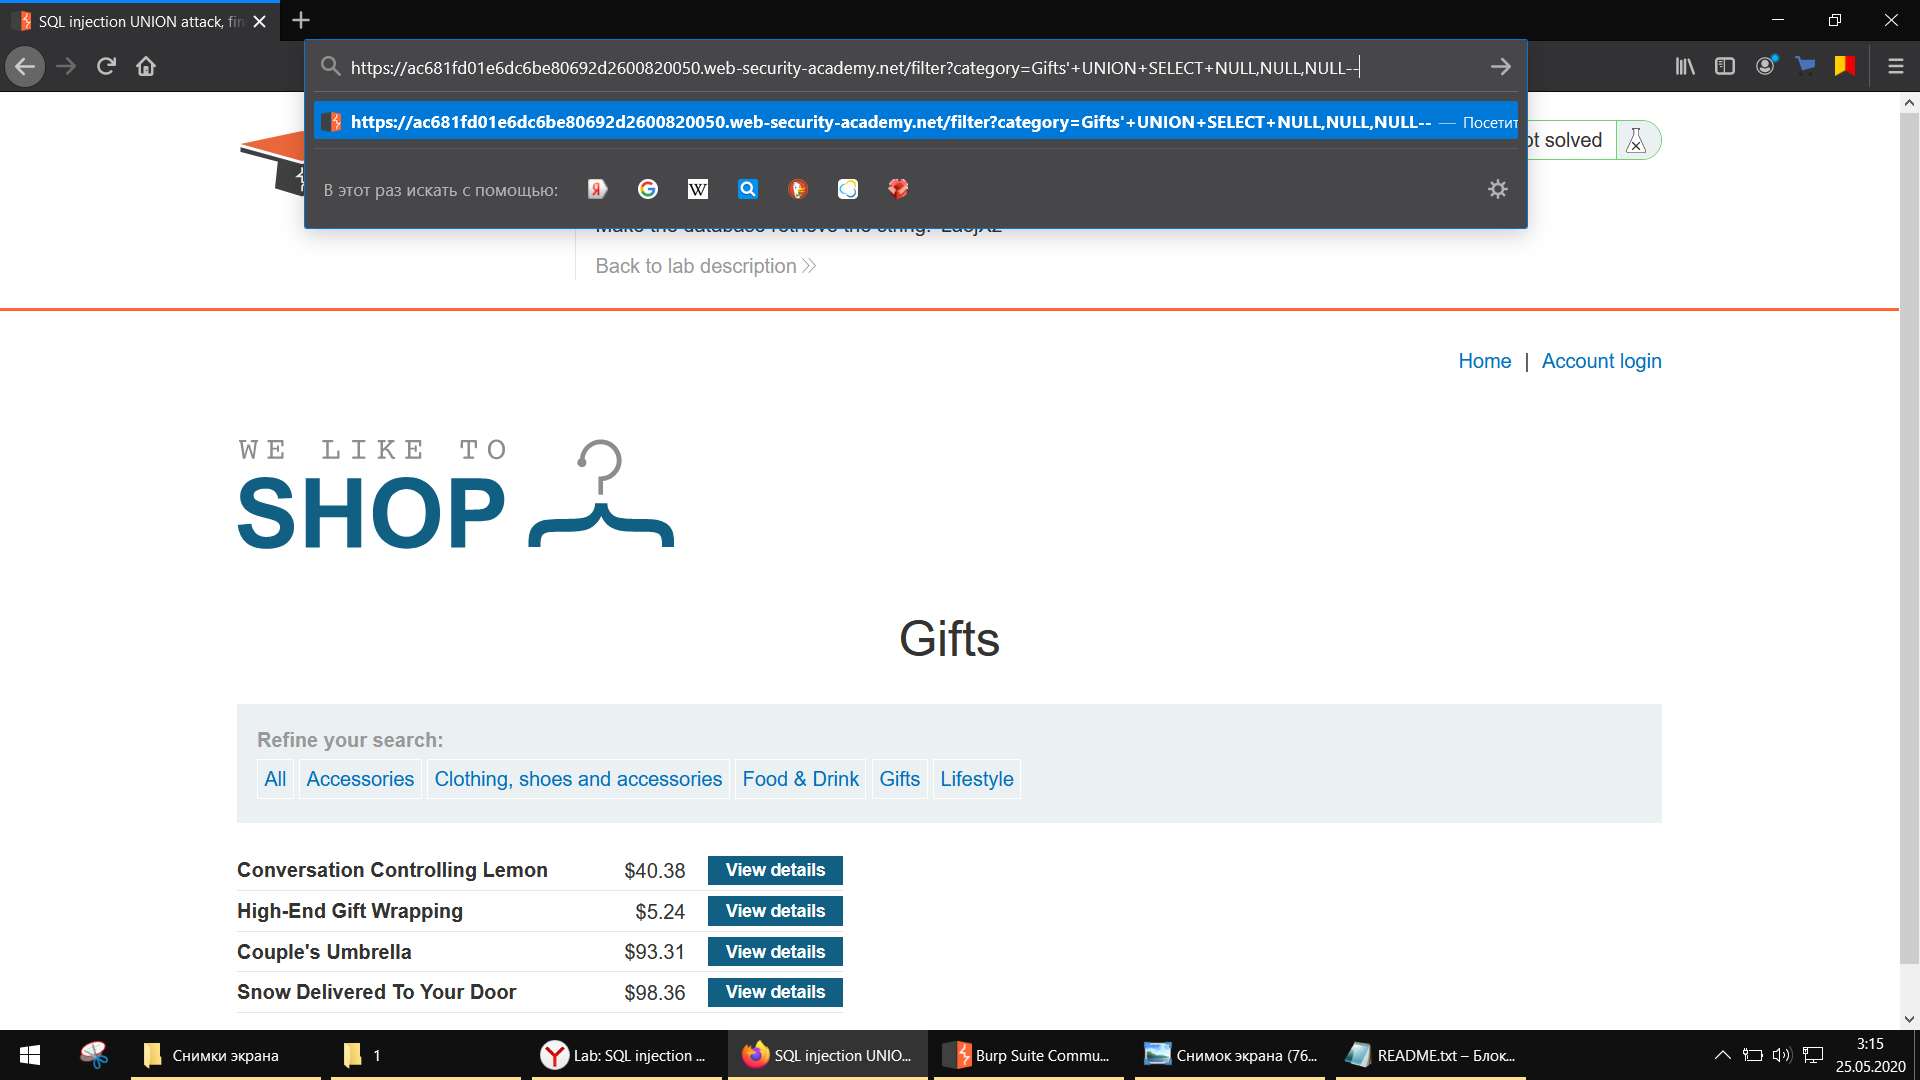 SQL injection UNION attack, fin
https://ac681fd01e6dc6be80692d2600820050.web-security-academy.net/filter?category=Gifts'+UNION+SELECT+NULL,NULL,NULL--
https://ac681fd01e6dc6be80692d2600820050.web-security-academy.net/filter?category=Gifts'+UNION+SELECT+NULL,NULL,NULL-- — Посетит
ot solved
В этот раз искать с помощью:
Make the database retrieve the string:
Back to lab description
Home | Account login
WE LIKE TO
SHOP
Gifts
Refine your search:
All Accessories Clothing, shoes and accessories Food & Drink Gifts Lifestyle
Conversation Controlling Lemon $40.38 View details
High-End Gift Wrapping $5.24 View details
Couple's Umbrella $93.31 View details
Snow Delivered To Your Door $98.36 View details
Снимки экрана 1 Lab: SQL injection ... SQL injection UNIO... Burp Suite Commu... Снимок экрана (76... README.txt – Блок...
3:15
25.05.2020